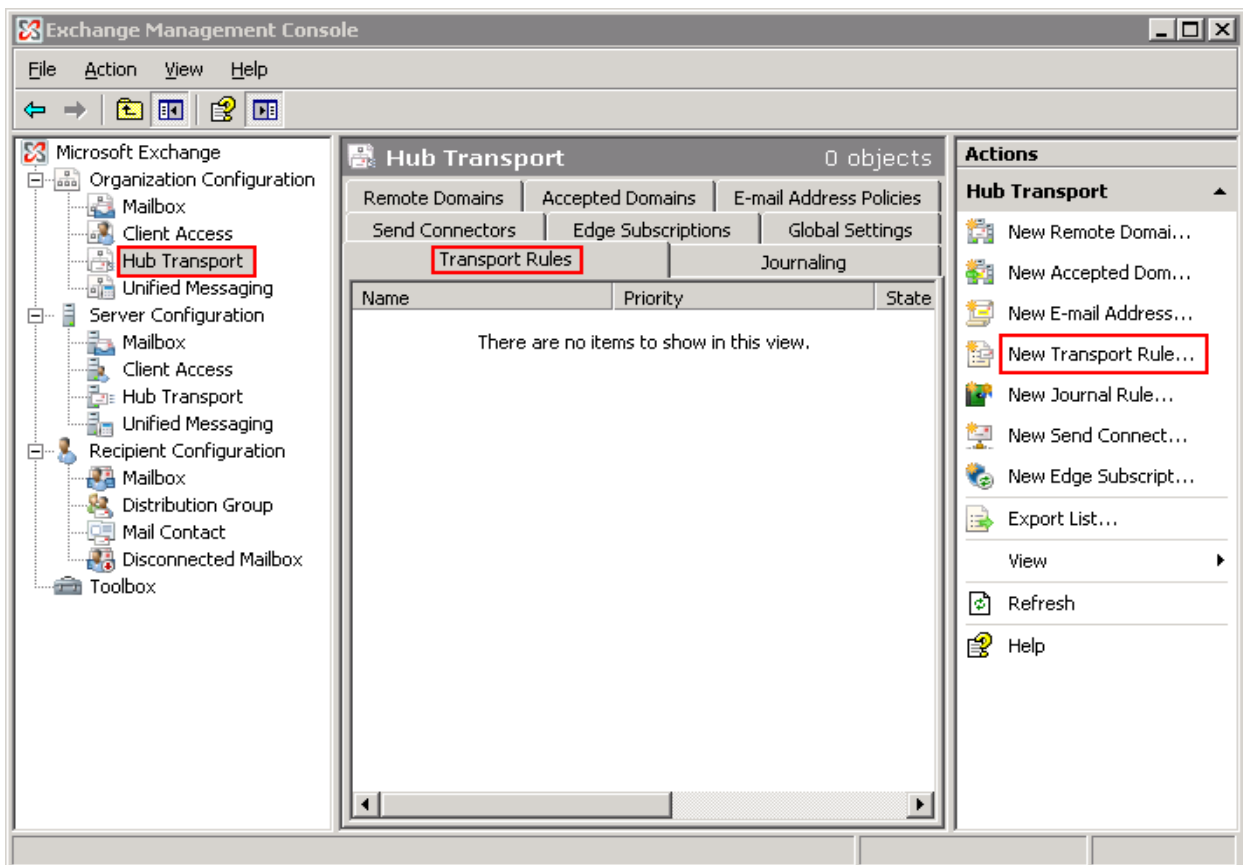 Exchange Management Console
File Action View Help
Microsoft Exchange
Organization Configuration
Mailbox
Client Access
Hub Transport
Unified Messaging
Server Configuration
Mailbox
Client Access
Hub Transport
Unified Messaging
Recipient Configuration
Mailbox
Distribution Group
Mail Contact
Disconnected Mailbox
Toolbox
Hub Transport 0 objects
Remote Domains Accepted Domains E-mail Address Policies
Send Connectors Edge Subscriptions Global Settings
Transport Rules Journaling
Name Priority State
There are no items to show in this view.
Actions
Hub Transport
New Remote Domai...
New Accepted Dom...
New E-mail Address...
New Transport Rule...
New Journal Rule...
New Send Connect...
New Edge Subscript...
Export List...
View
Refresh
Help